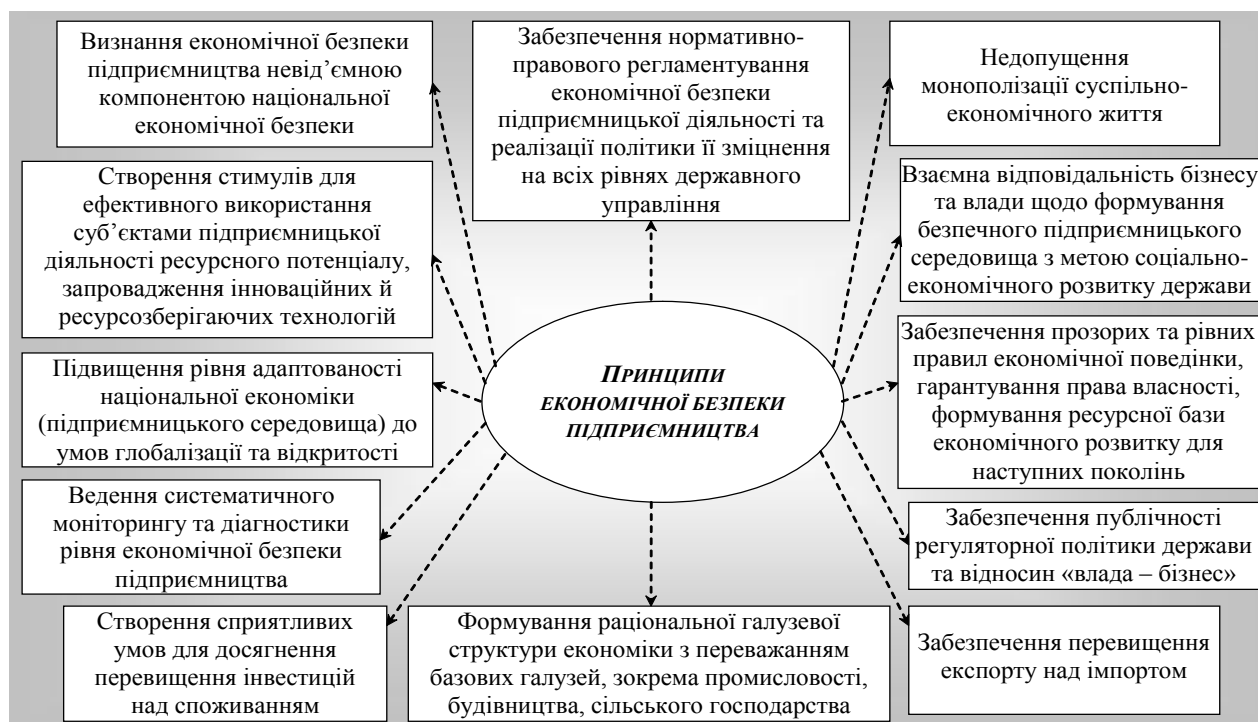 Визнання економічної безпеки
підприємництва невід’ємною
компонентою національної
економічної безпеки
Забезпечення нормативно-
правового регламентування
економічної безпеки
підприємницької діяльності та
реалізації політики її зміцнення
на всіх рівнях державного
управління
Недопущення
монополізації суспільно-
економічного життя
Створення стимулів для
ефективного використання
суб’єктами підприємницької
діяльності ресурсного потенціалу,
запровадження інноваційних й
ресурсозберігаючих технологій
Взаємна відповідальність бізнесу
та влади щодо формування
безпечного підприємницького
середовища з метою соціально-
економічного розвитку держави
Підвищення рівня адаптованості
національної економіки
(підприємницького середовища) до
умов глобалізації та відкритості
ПРИНЦИПИ
ЕКОНОМІЧНОЇ БЕЗПЕКИ
ПІДПРИЄМНИЦТВА
Забезпечення прозорих та рівних
правил економічної поведінки,
гарантування права власності,
формування ресурсної бази
економічного розвитку для
наступних поколінь
Ведення систематичного
моніторингу та діагностики
рівня економічної безпеки
підприємництва
Забезпечення публічності
регуляторної політики держави
та відносин «влада – бізнес»
Створення сприятливих
умов для досягнення
перевищення інвестицій
над споживанням
Формування раціональної галузевої
структури економіки з переважанням
базових галузей, зокрема промисловості,
будівництва, сільського господарства
Забезпечення перевищення
експорту над імпортом